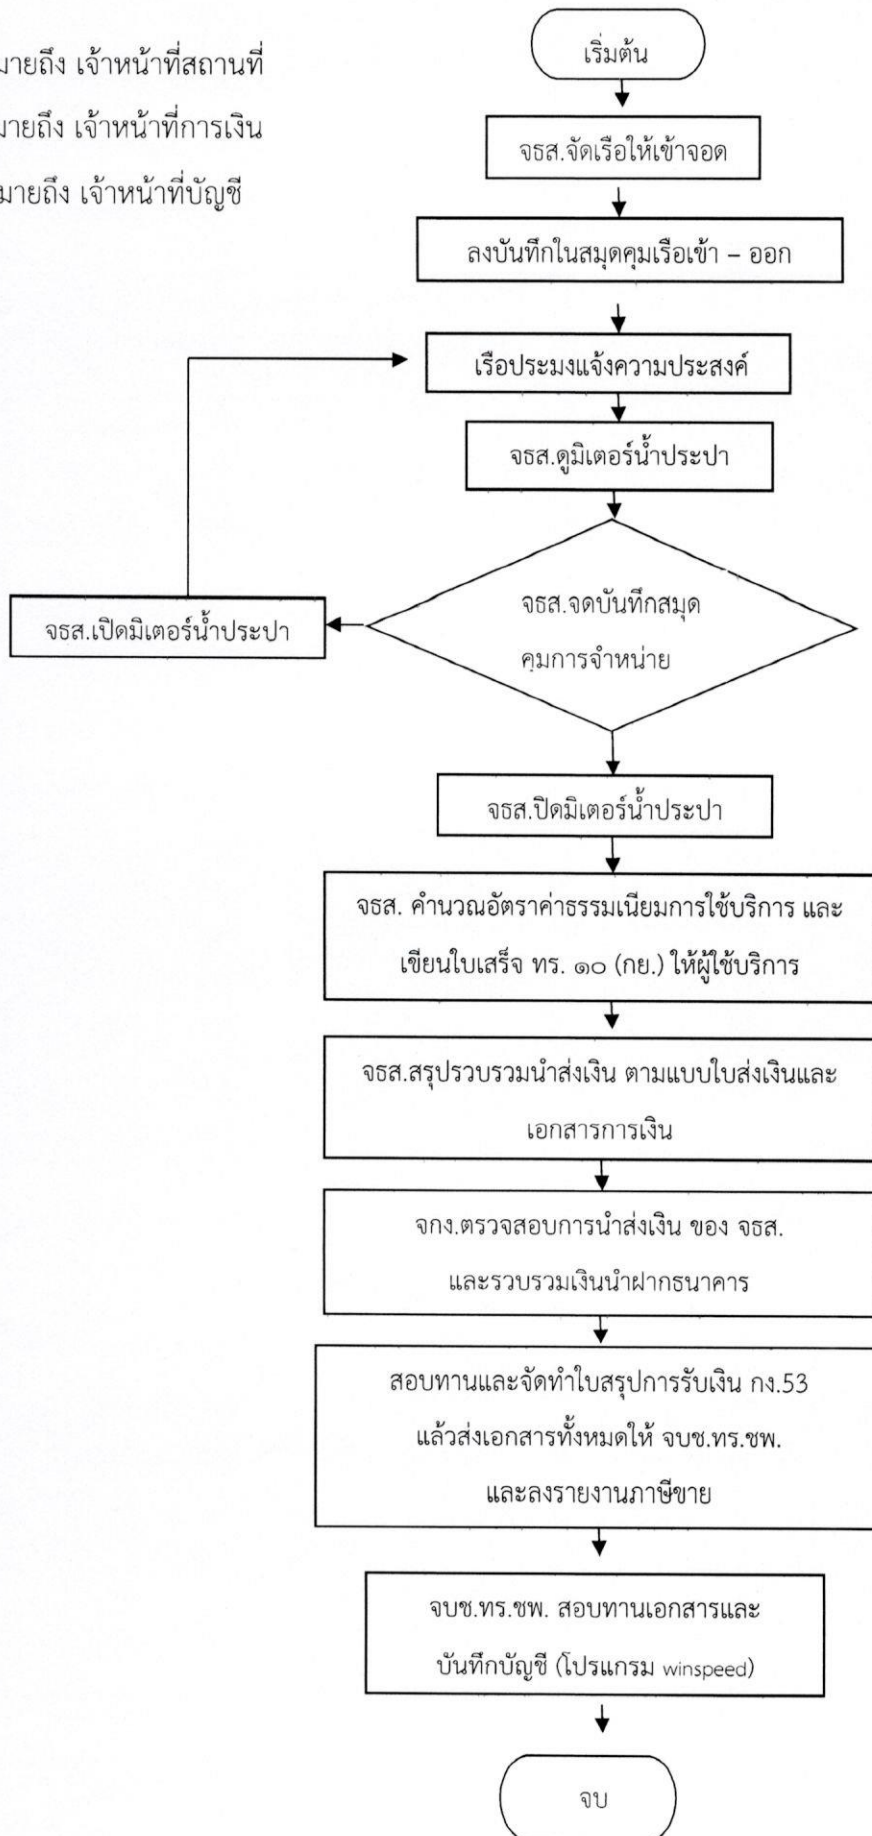 มายถึง เจ้าหน้าที่สถานที่
มายถึง เจ้าหน้าที่การเงิน
มายถึง เจ้าหน้าที่บัญชี
เริ่มต้น
จธส.จัดเรือให้เข้าจอด
ลงบันทึกในสมุดคุมเรือเข้า – ออก
เรือประมงแจ้งความประสงค์
จธส.ดูมิเตอร์น้ำประปา
จธส.จดบันทึกสมุด
คุมการจำหน่าย
จธส.เปิดมิเตอร์น้ำประปา
จธส.ปิดมิเตอร์น้ำประปา
จธส. คำนวณอัตราค่าธรรมเนียมการใช้บริการ และ
เขียนใบเสร็จ ทร. ๑๐ (กย.) ให้ผู้ใช้บริการ
จธส.สรุปรวบรวมนำส่งเงิน ตามแบบใบส่งเงินและ
เอกสารการเงิน
จกง.ตรวจสอบการนำส่งเงิน ของ จธส.
และรวบรวมเงินนำฝากธนาคาร
สอบทานและจัดทำใบสรุปการรับเงิน กง.53
แล้วส่งเอกสารทั้งหมดให้ จบช.ทร.ชพ.
และลงรายงานภาษีขาย
จบช.ทร.ชพ. สอบทานเอกสารและ
บันทึกบัญชี (โปรแกรม winspeed)
จบ